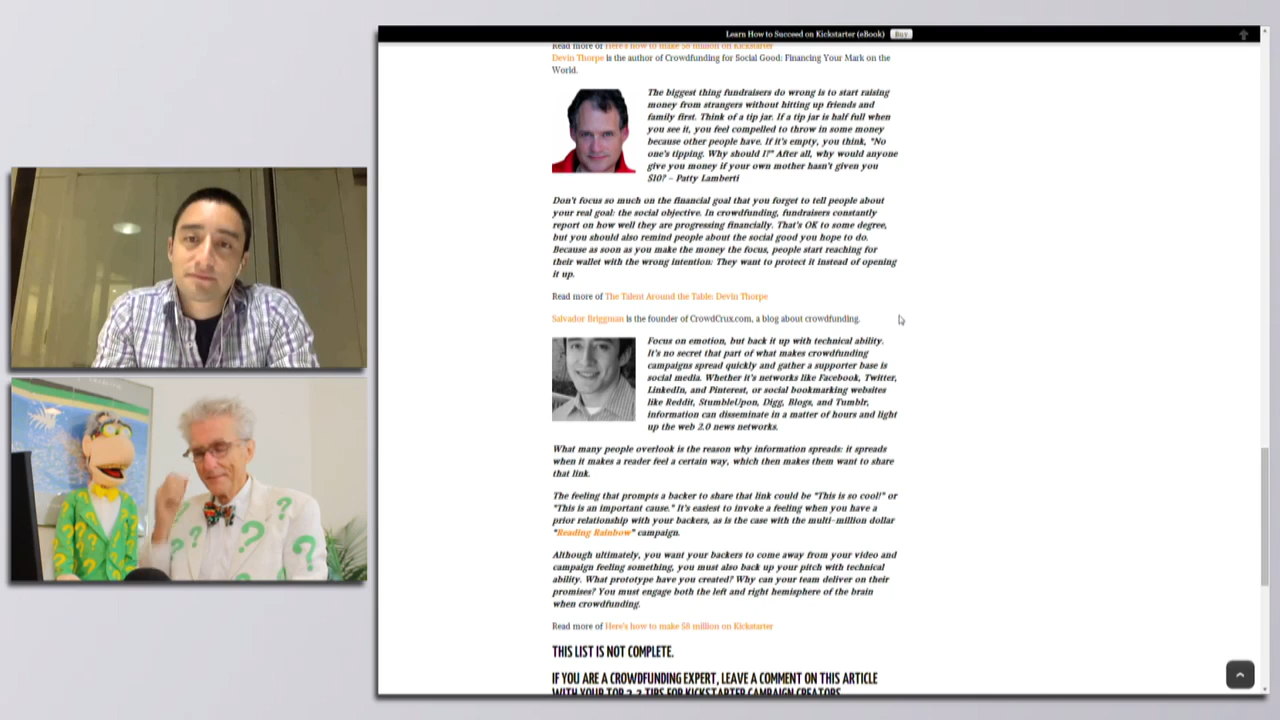 Learn How to Succeed on Kickstarter (eBook) Buy
Read more of Here's how to make $8 million on Kickstarter
Devin Thorpe is the author of Crowdfunding for Social Good: Financing Your Mark on the
World.
The biggest thing fundraisers do wrong is to start raising
money from strangers without hitting up friends and
family first. Think of a tip jar. If a tip jar is half full when
you see it, you feel compelled to throw in some money
because other people have. If it's empty, you think, "No
one's tipping. Why should I?" After all, why would anyone
give you money if your own mother hasn't given you
$10? – Patty Lamberti
Don't focus so much on the financial goal that you forget to tell people about
your real goal: the social objective. In crowdfunding, fundraisers constantly
report on how well they are progressing financially. That's OK to some degree,
but you should also remind people about the social good you hope to do.
Because as soon as you make the money the focus, people start reaching for
their wallet with the wrong intention: They want to protect it instead of opening
it up.
Read more of The Talent Around the Table: Devin Thorpe
Salvador Briggman is the founder of CrowdCrux.com, a blog about crowdfunding.
Focus on emotion, but back it up with technical ability.
It's no secret that part of what makes crowdfunding
campaigns spread quickly and gather a supporter base is
social media. Whether it's networks like Facebook, Twitter,
LinkedIn, and Pinterest, or social bookmarking websites
like Reddit, StumbleUpon, Digg, Blogs, and Tumblr,
information can disseminate in a matter of hours and light
up the web 2.0 news networks.
What many people overlook is the reason why information spreads: it spreads
when it makes a reader feel a certain way, which then makes them want to share
that link.
The feeling that prompts a backer to share that link could be "This is so cool!" or
"This is an important cause." It's easiest to invoke a feeling when you have a
prior relationship with your backers, as is the case with the multi-million dollar
"Reading Rainbow" campaign.
Although ultimately, you want your backers to come away from your video and
campaign feeling something, you must also back up your pitch with technical
ability. What prototype have you created? Why can your team deliver on their
promises? You must engage both the left and right hemisphere of the brain
when crowdfunding.
Read more of Here's how to make $8 million on Kickstarter
THIS LIST IS NOT COMPLETE.
IF YOU ARE A CROWDFUNDING EXPERT, LEAVE A COMMENT ON THIS ARTICLE
WITH YOUR TOP 2-3 TIPS FOR KICKSTARTER CAMPAIGN CREATORS